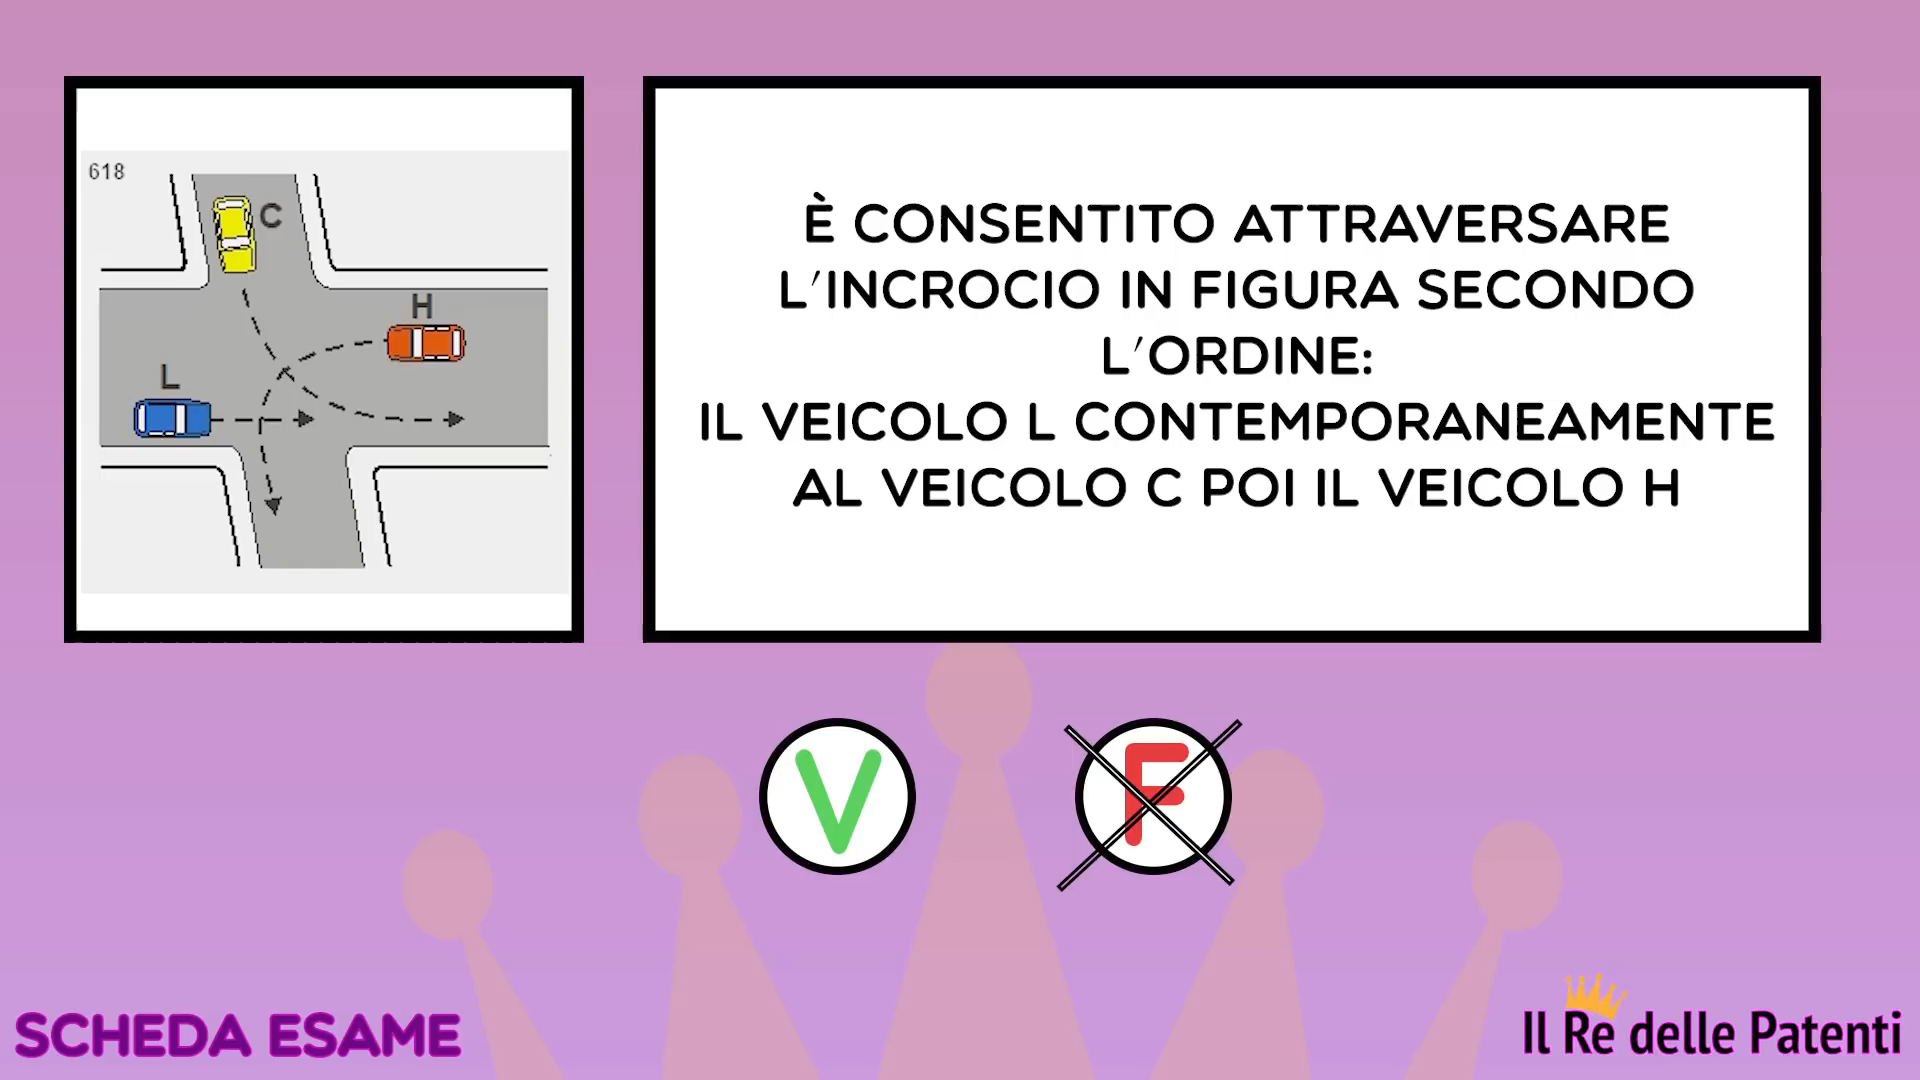 618
C
H
L
È CONSENTITO ATTRAVERSARE
L'INCROCIO IN FIGURA SECONDO
L'ORDINE:
IL VEICOLO L CONTEMPORANEAMENTE
AL VEICOLO C POI IL VEICOLO H
V F
SCHEDA ESAME
Il Re delle Patenti